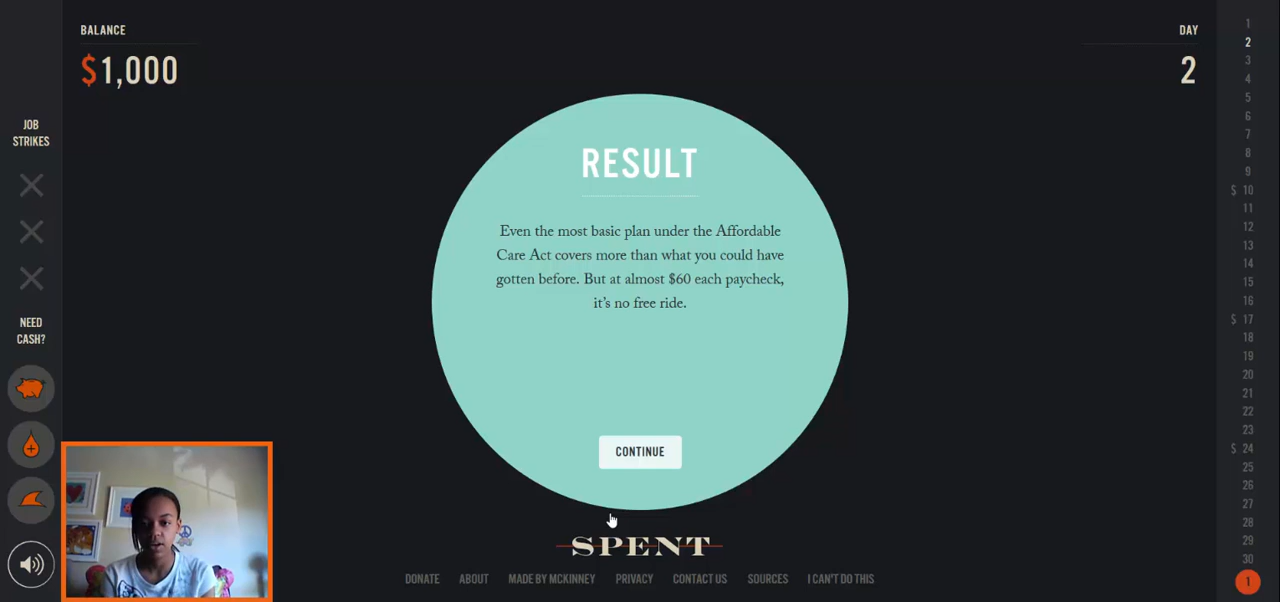 BALANCE
$1,000
DAY
2
JOB
STRIKES
NEED
CASH?
RESULT
Even the most basic plan under the Affordable
Care Act covers more than what you could have
gotten before. But at almost $60 each paycheck,
it's no free ride.
CONTINUE
SPENT
DONATE ABOUT MADE BY MCKINNEY PRIVACY CONTACT US SOURCES I CAN'T DO THIS
1
2
3
4
5
6
7
8
9
$ 10
11
12
13
14
15
16
$ 17
18
19
20
21
22
23
$ 24
25
26
27
28
29
30
1